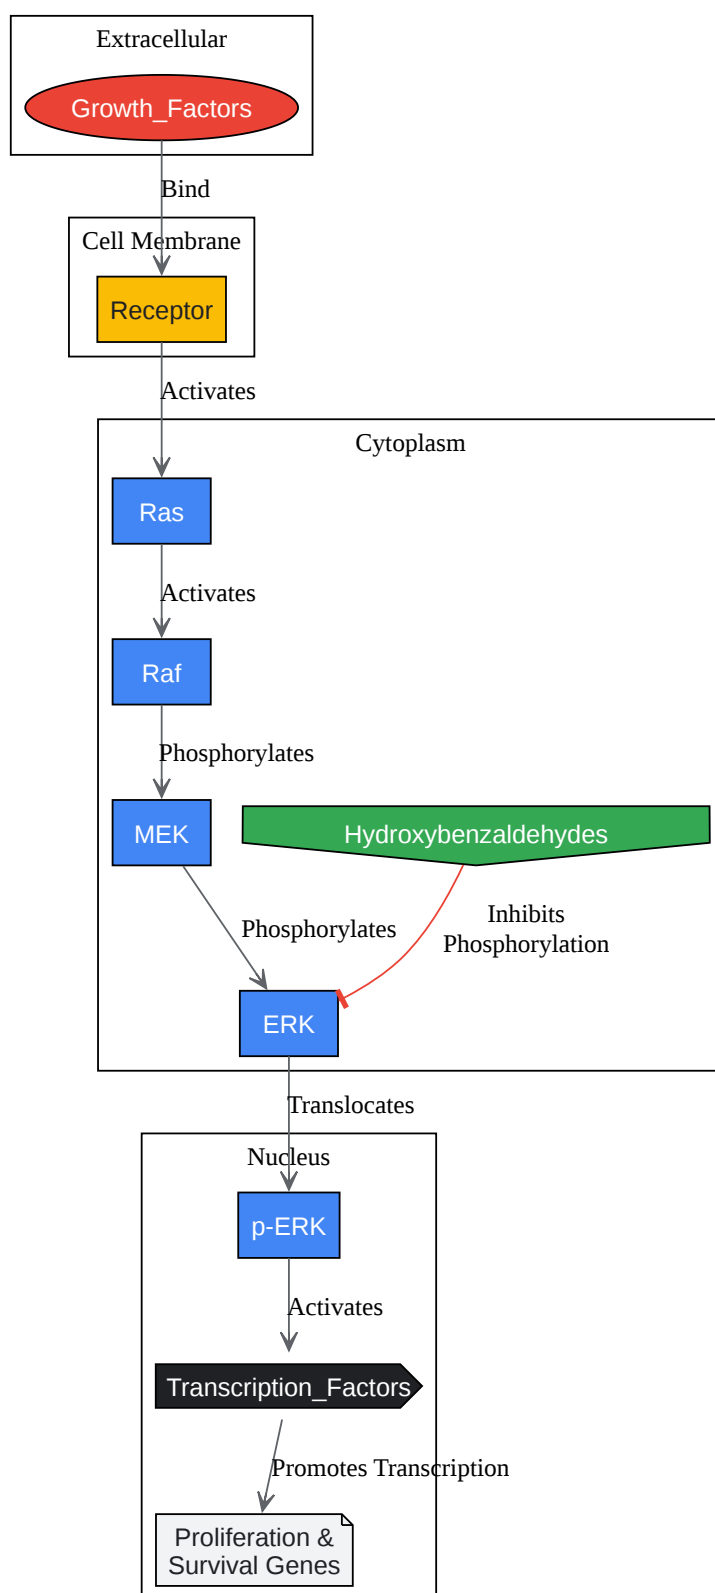 Extracellular
Growth_Factors
Bind
Cell Membrane
Receptor
Activates
Cytoplasm
Ras
Activates
Raf
Phosphorylates
MEK
Hydroxybenzaldehydes
Phosphorylates
Inhibits
Phosphorylation
ERK
Translocates
Nucleus
p-ERK
Activates
Transcription_Factors
Promotes Transcription
Proliferation &
Survival Genes